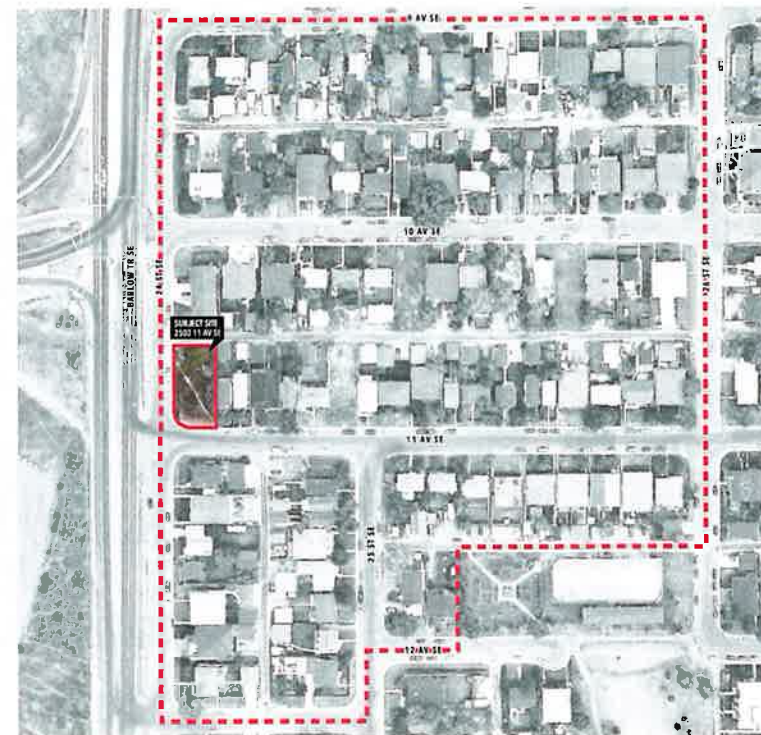 9 AV SE
10 AV SE
BARLOW TR SE
24 ST SE
26 ST SE
SUBJECT SITE
2502 11 AV SE
11 AV SE
25 ST SE
12 AV SE